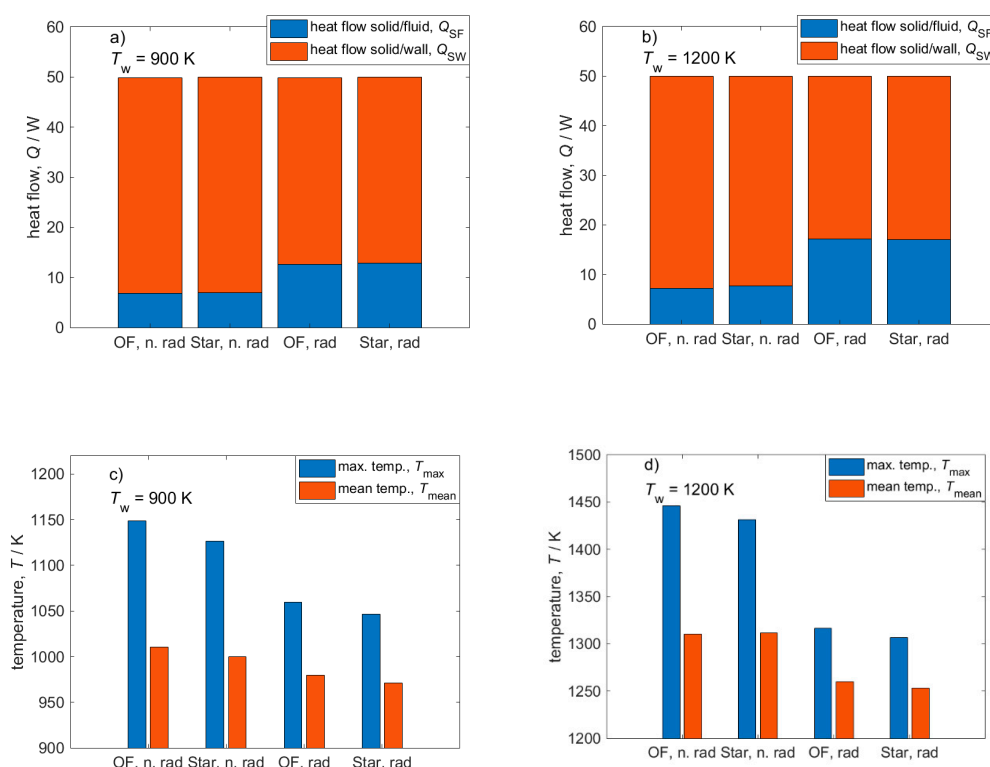 a)
T_w = 900 K
heat flow solid/fluid, Q_SF
heat flow solid/wall, Q_SW
heat flow, Q / W
60
50
40
30
20
10
0
OF, n. rad Star, n. rad OF, rad Star, rad
b)
T_w = 1200 K
heat flow solid/fluid, Q_SF
heat flow solid/wall, Q_SW
heat flow, Q / W
60
50
40
30
20
10
0
OF, n. rad Star, n. rad OF, rad Star, rad
c)
T_w = 900 K
max. temp., T_max
mean temp., T_mean
temperature, T / K
1200
1150
1100
1050
1000
950
900
OF, n. rad Star, n. rad OF, rad Star, rad
d)
T_w = 1200 K
max. temp., T_max
mean temp., T_mean
temperature, T / K
1500
1450
1400
1350
1300
1250
1200
OF, n. rad Star, n. rad OF, rad Star, rad